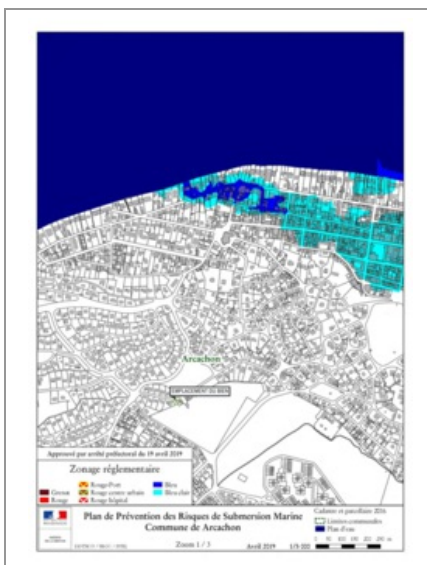 Arcachon
EMPLACEMENT DU BIEN
Approuvé par arrêté préfectoral du 19 avril 2019
Zonage réglementaire
Grenat
Rouge
Rouge-Port
Rouge centre urbain
Rouge hôpital
Bleu
Bleu clair
Cadastre et parcellaire 2016
Limites communales
Plan d'eau
Plan de Prévention des Risques de Submersion Marine
Commune de Arcachon
Zoom 1 / 3
Avril 2019